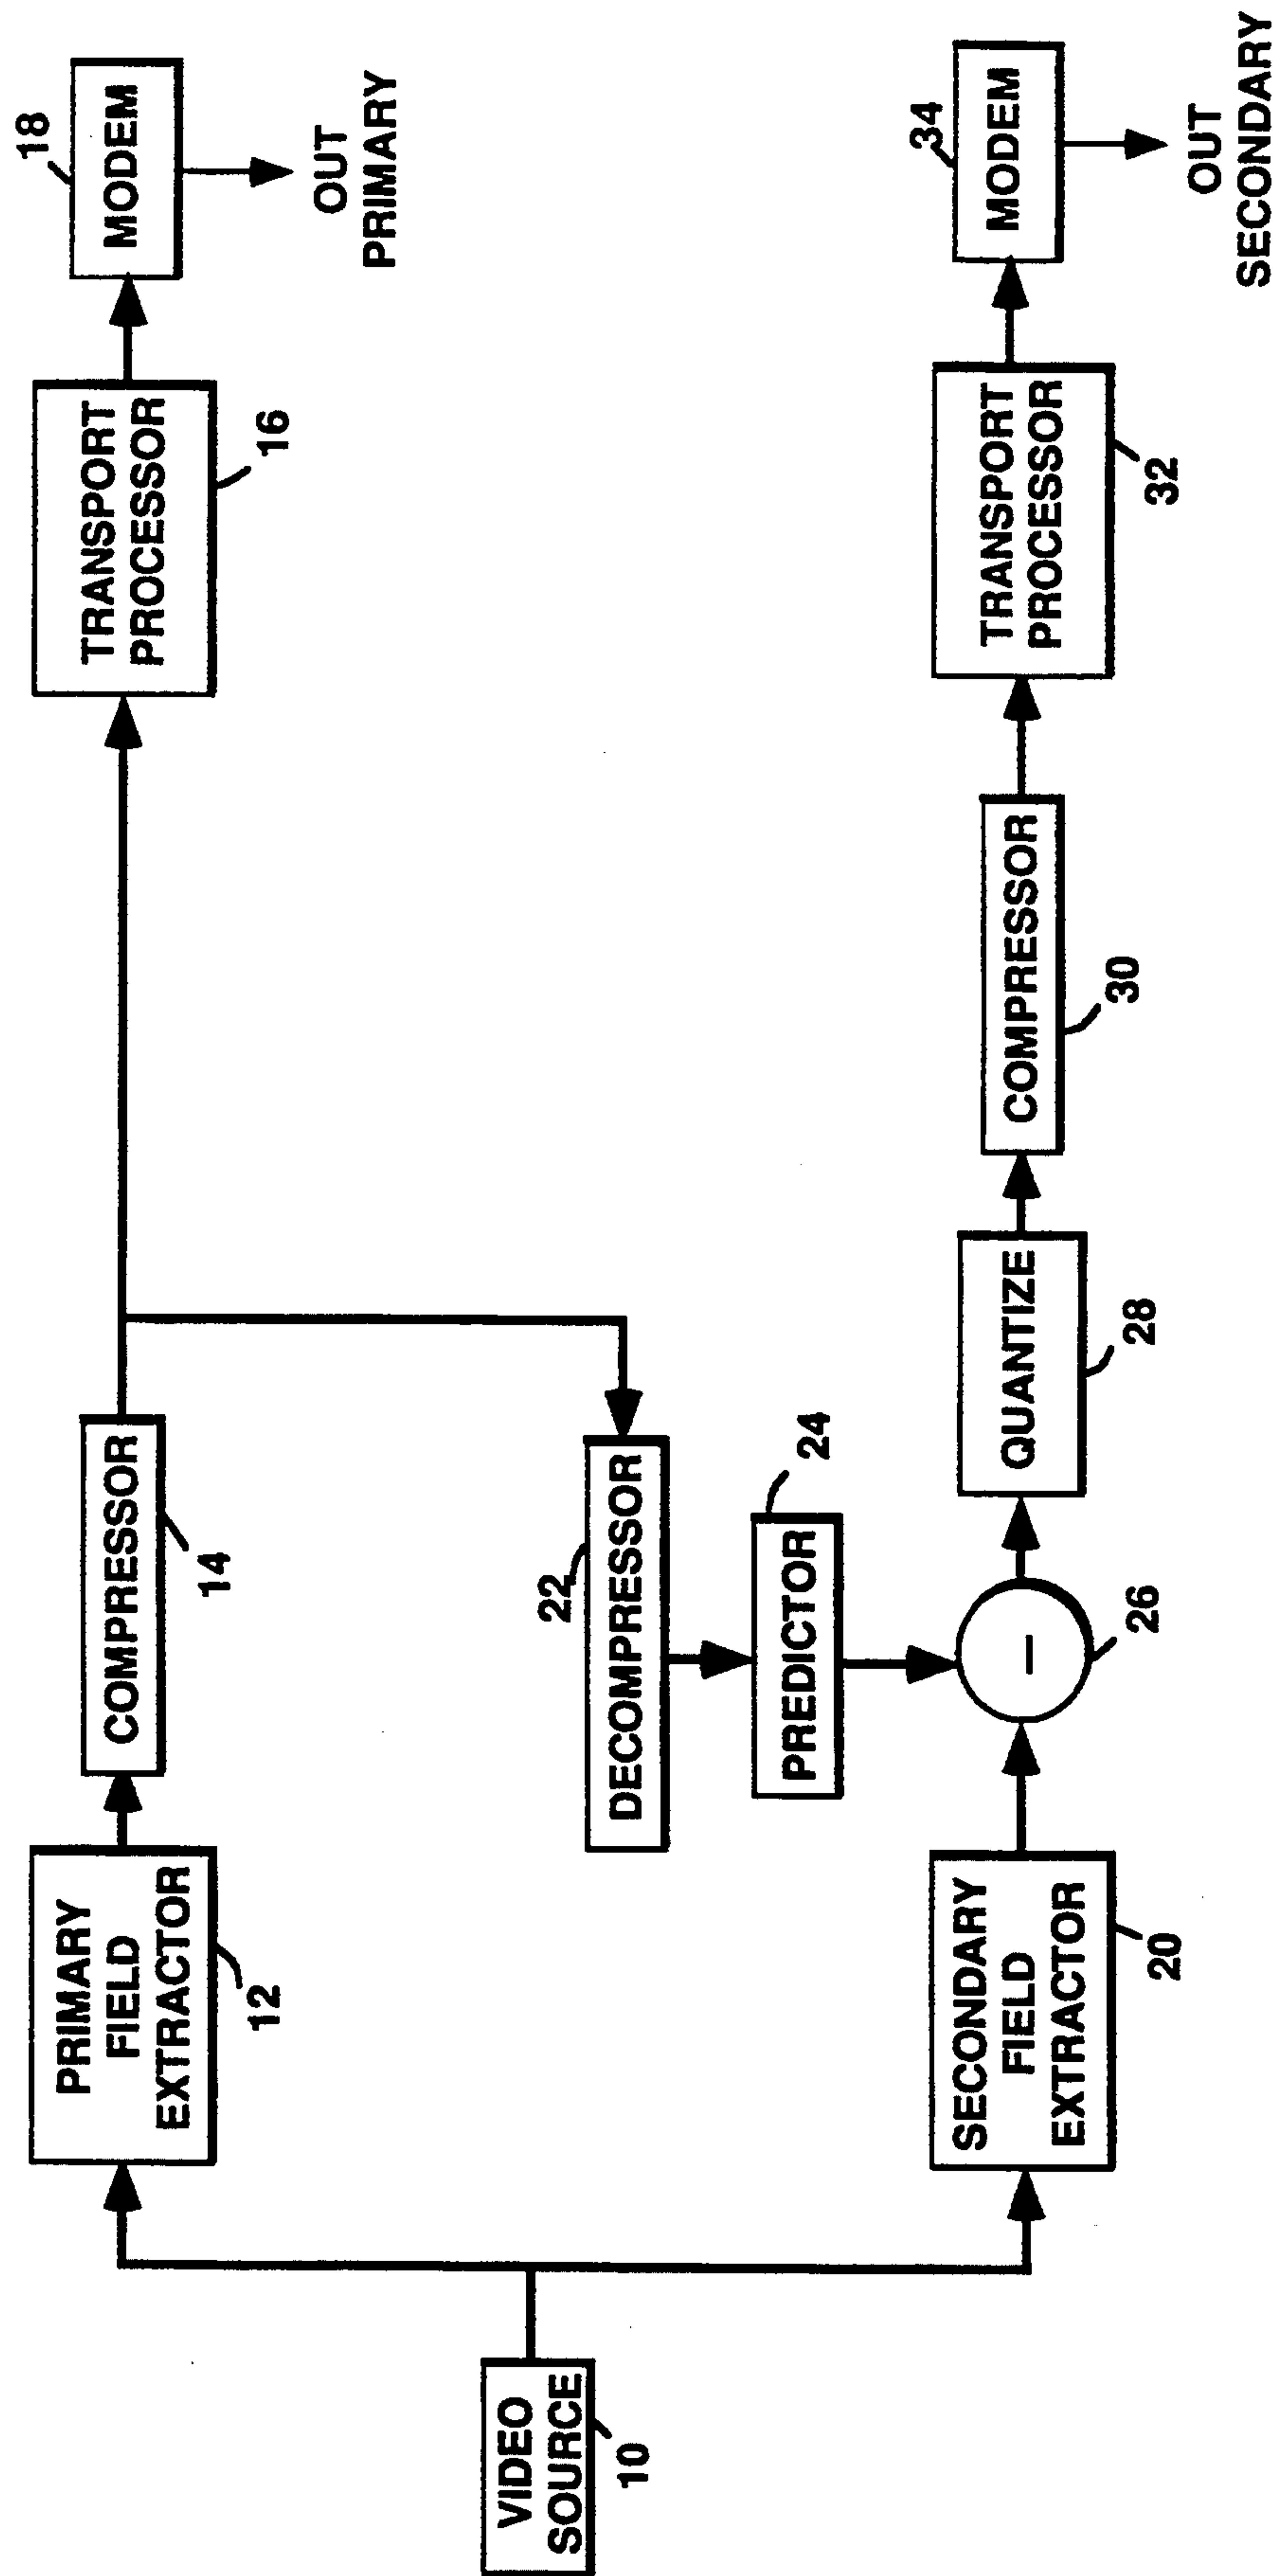 VIDEO
SOURCE
10
PRIMARY
FIELD
EXTRACTOR
12
COMPRESSOR
14
TRANSPORT
PROCESSOR
16
MODEM
18
OUT
PRIMARY
DECOMPRESSOR
22
PREDICTOR
24
SECONDARY
FIELD
EXTRACTOR
20
–
26
QUANTIZE
28
COMPRESSOR
30
TRANSPORT
PROCESSOR
32
MODEM
34
OUT
SECONDARY